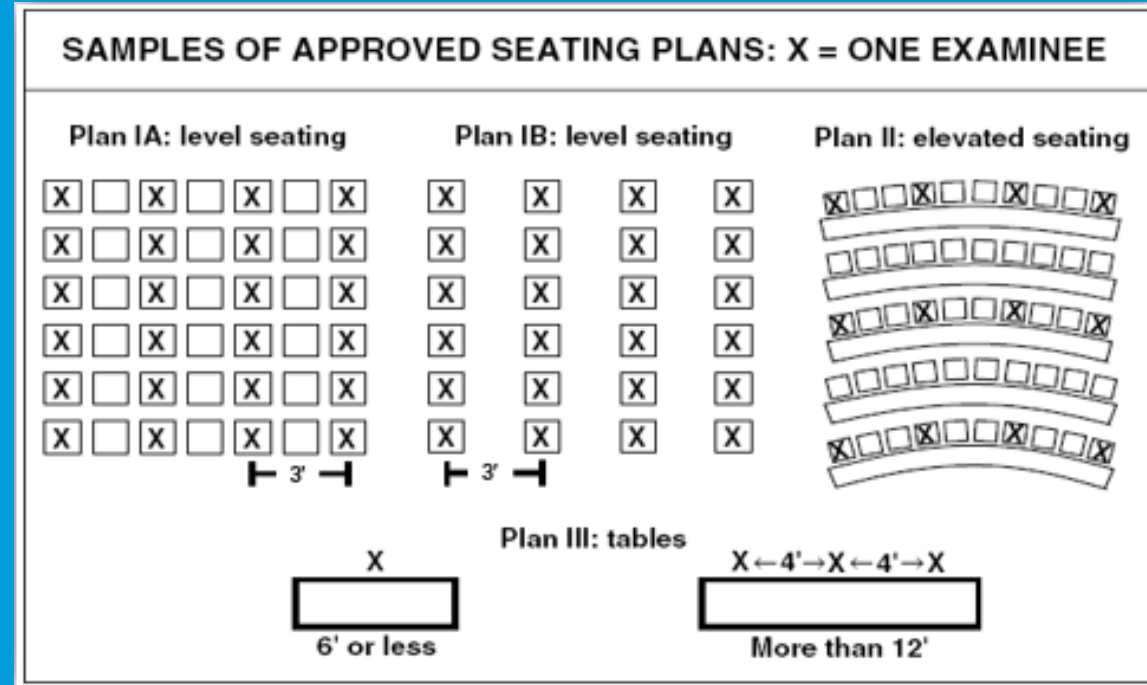 SAMPLES OF APPROVED SEATING PLANS: X = ONE EXAMINEE
Plan IA: level seating
X X X X
X X X X
X X X X
X X X X
X X X X
X X X X
3'
Plan IB: level seating
X X X X
X X X X
X X X X
X X X X
X X X X
X X X X
3'
Plan II: elevated seating
X X X X
X X X X
X X X X
Plan III: tables
X
6' or less
X←4'→X←4'→X
More than 12'